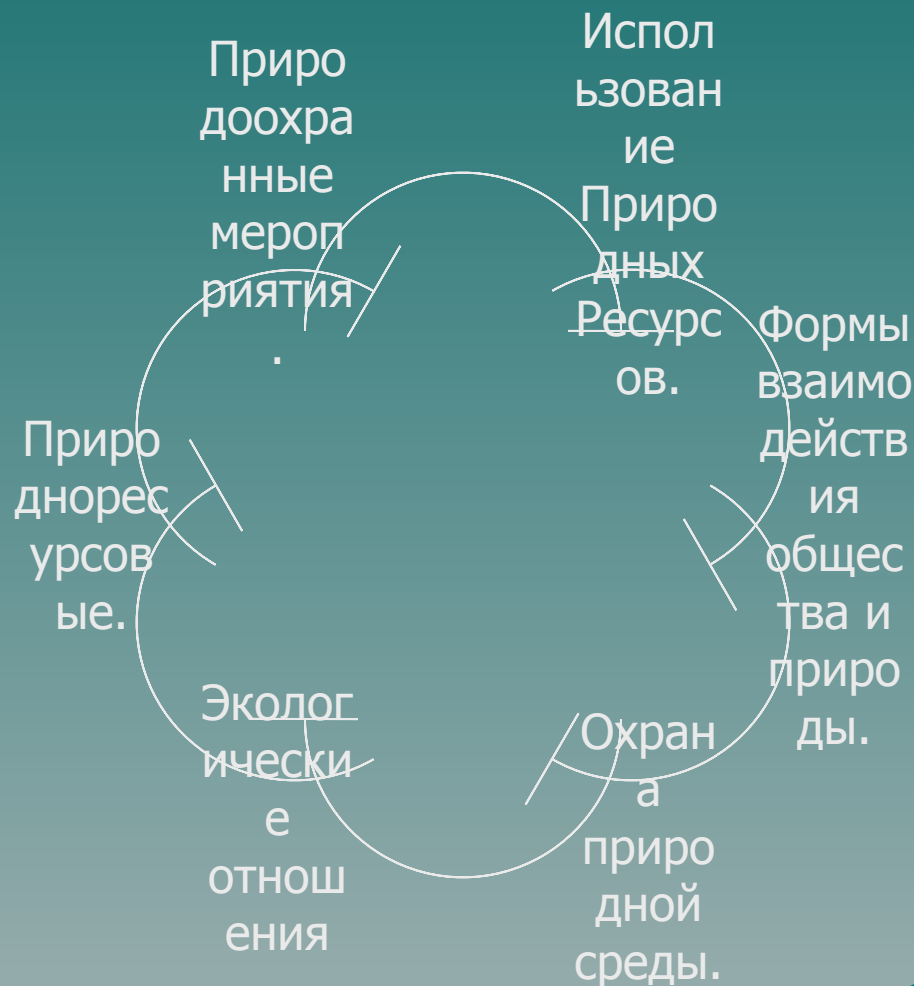 Приро
доохра
нные
мероп
риятия
.
Испол
ьзован
ие
Приро
дных
Ресурс
ов.
Формы
взаимо
действ
ия
общес
тва и
приро
ды.
Приро
днорес
урсов
ые.
Эколог
ически
е
отнош
ения
Охран
а
приро
дной
среды.